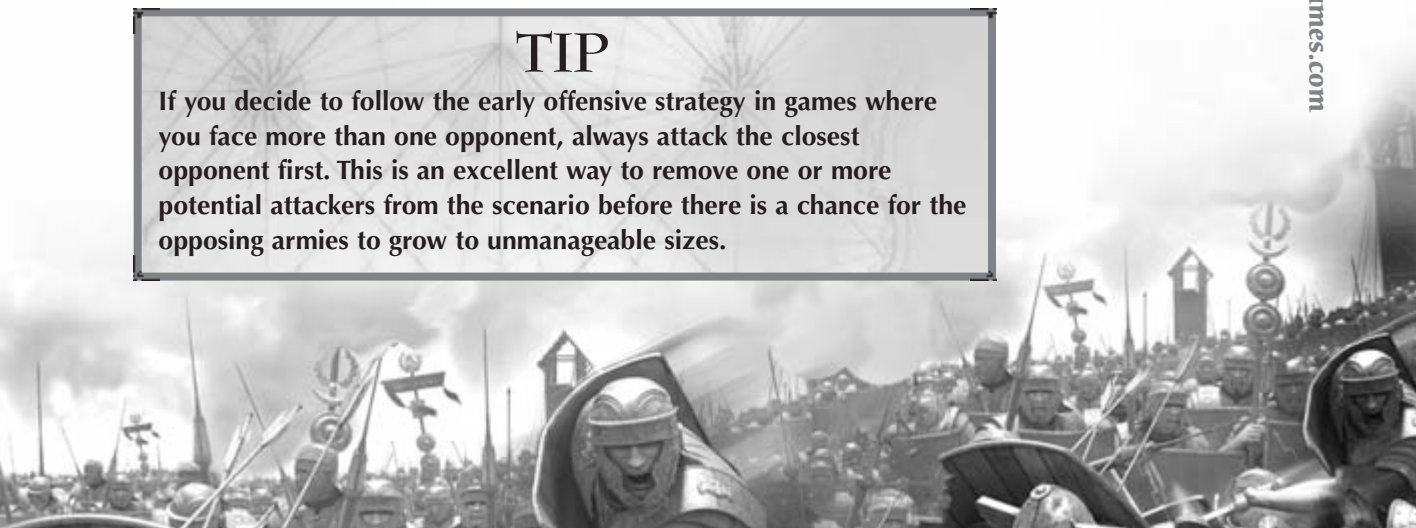 TIP
If you decide to follow the early offensive strategy in games where
you face more than one opponent, always attack the closest
opponent first. This is an excellent way to remove one or more
potential attackers from the scenario before there is a chance for the
opposing armies to grow to unmanageable sizes.
mes.com